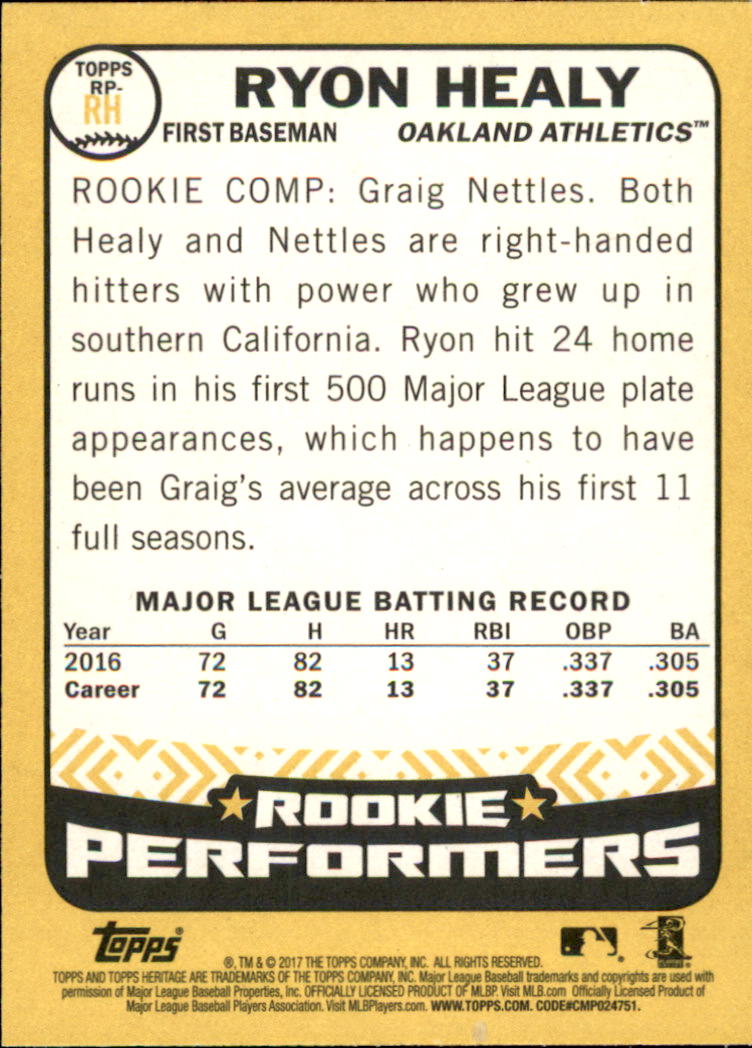 TOPPS
RP-
RH
RYON HEALY
FIRST BASEMAN OAKLAND ATHLETICS™
ROOKIE COMP: Graig Nettles. Both
Healy and Nettles are right-handed
hitters with power who grew up in
southern California. Ryon hit 24 home
runs in his first 500 Major League plate
appearances, which happens to have
been Graig's average across his first 11
full seasons.
MAJOR LEAGUE BATTING RECORD
Year G H HR RBI OBP BA
2016 72 82 13 37 .337 .305
Career 72 82 13 37 .337 .305
ROOKIE
PERFORMERS
Topps®
®, TM & © 2017 THE TOPPS COMPANY, INC. ALL RIGHTS RESERVED.
TOPPS AND TOPPS HERITAGE ARE TRADEMARKS OF THE TOPPS COMPANY, INC. Major League Baseball trademarks and copyrights are used with
permission of Major League Baseball Properties, Inc. OFFICIALLY LICENSED PRODUCT OF MLBP. Visit MLB.com Officially Licensed Product of
Major League Baseball Players Association. Visit MLBPlayers.com. WWW.TOPPS.COM. CODE#CMP024751.